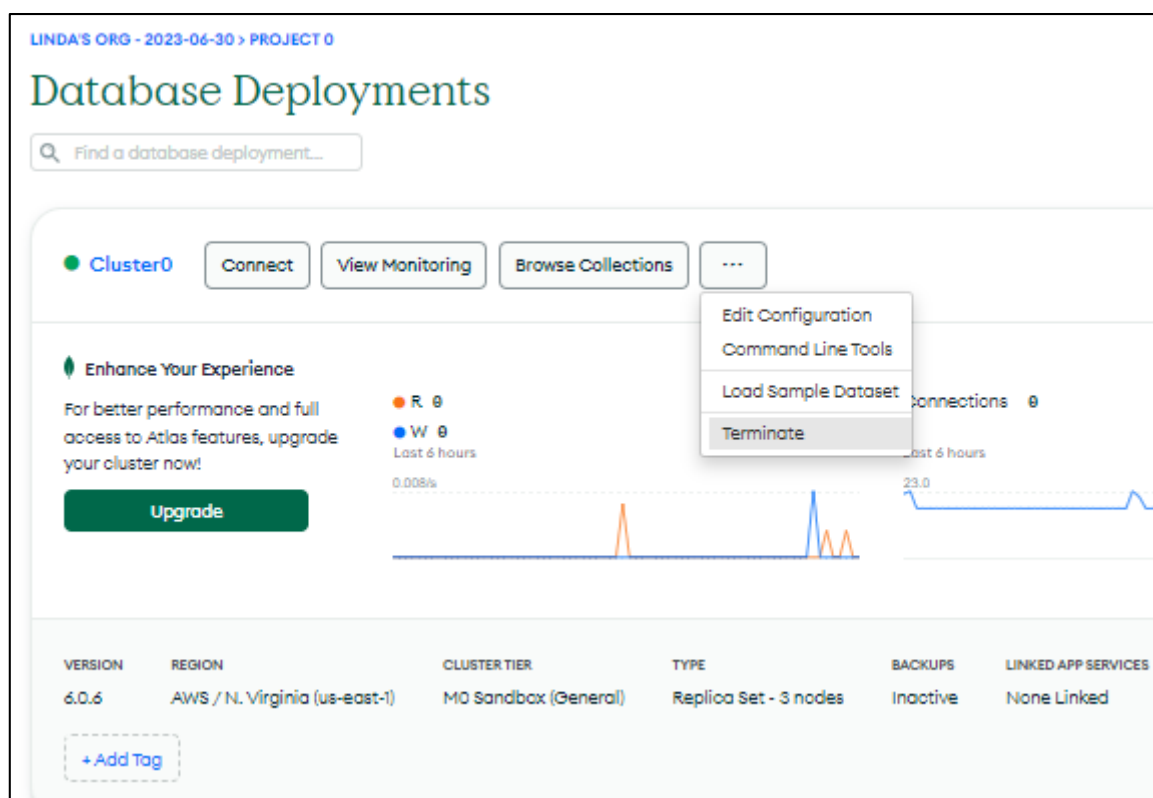 LINDA'S ORG - 2023-06-30 > PROJECT 0
Database Deployments
Find a database deployment...
Cluster0
Connect
View Monitoring
Browse Collections
...
Edit Configuration
Command Line Tools
Load Sample Dataset
Terminate
Enhance Your Experience
For better performance and full
access to Atlas features, upgrade
your cluster now!
Upgrade
R 0
W 0
Last 6 hours
0.008/s
Connections 0
Last 6 hours
23.0
VERSION REGION CLUSTER TIER TYPE BACKUPS LINKED APP SERVICES
6.0.6 AWS / N. Virginia (us-east-1) M0 Sandbox (General) Replica Set - 3 nodes Inactive None Linked
+ Add Tag